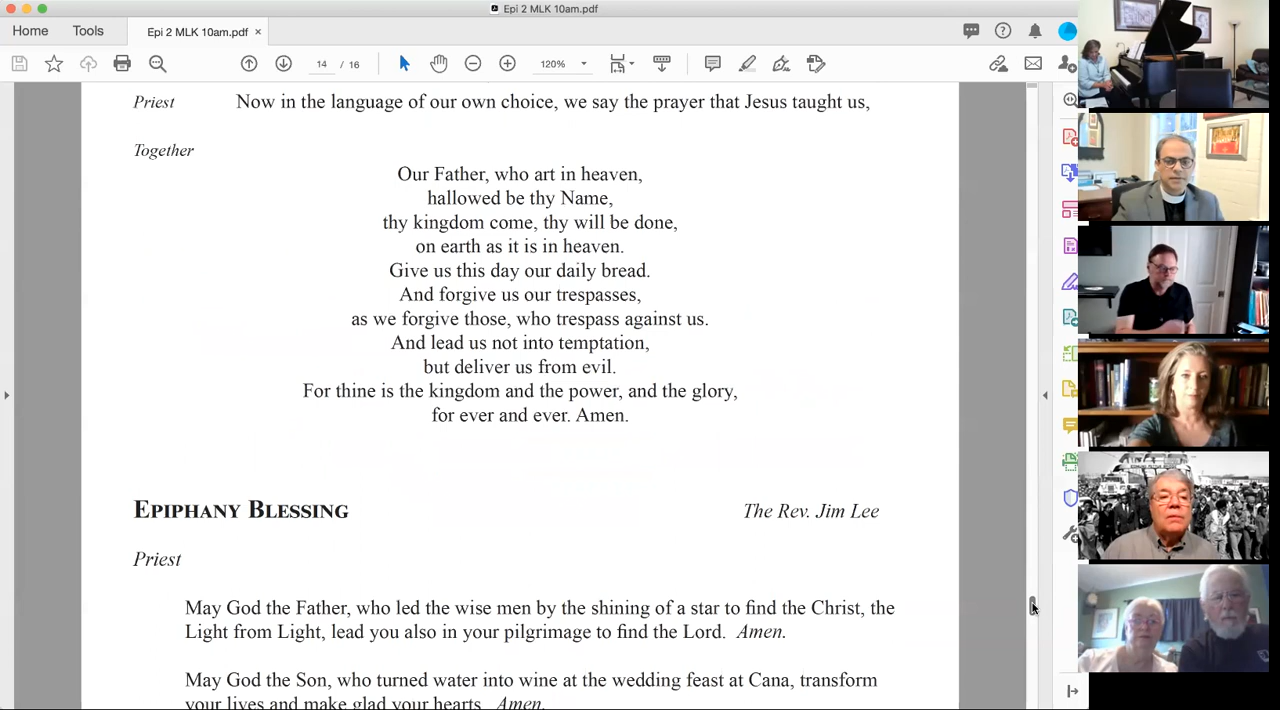 Epi 2 MLK 10am.pdf
Home
Tools
Epi 2 MLK 10am.pdf ×
14 / 16
120%
Priest Now in the language of our own choice, we say the prayer that Jesus taught us,
Together
Our Father, who art in heaven,
hallowed be thy Name,
thy kingdom come, thy will be done,
on earth as it is in heaven.
Give us this day our daily bread.
And forgive us our trespasses,
as we forgive those, who trespass against us.
And lead us not into temptation,
but deliver us from evil.
For thine is the kingdom and the power, and the glory,
for ever and ever. Amen.
EPIPHANY BLESSING The Rev. Jim Lee
Priest
May God the Father, who led the wise men by the shining of a star to find the Christ, the
Light from Light, lead you also in your pilgrimage to find the Lord. Amen.
May God the Son, who turned water into wine at the wedding feast at Cana, transform
your lives and make glad your hearts. Amen.